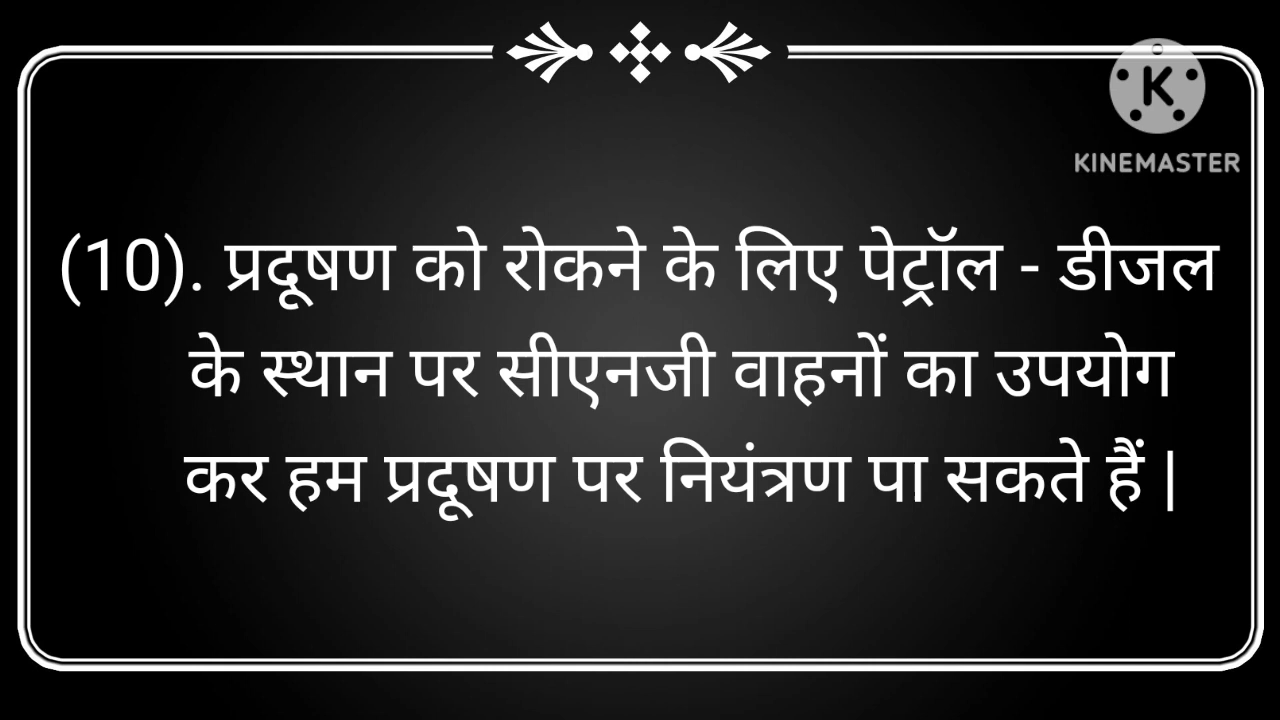 KINEMASTER
(10). प्रदूषण को रोकने के लिए पेट्रॉल - डीजल
के स्थान पर सीएनजी वाहनों का उपयोग
कर हम प्रदूषण पर नियंत्रण पा सकते हैं |